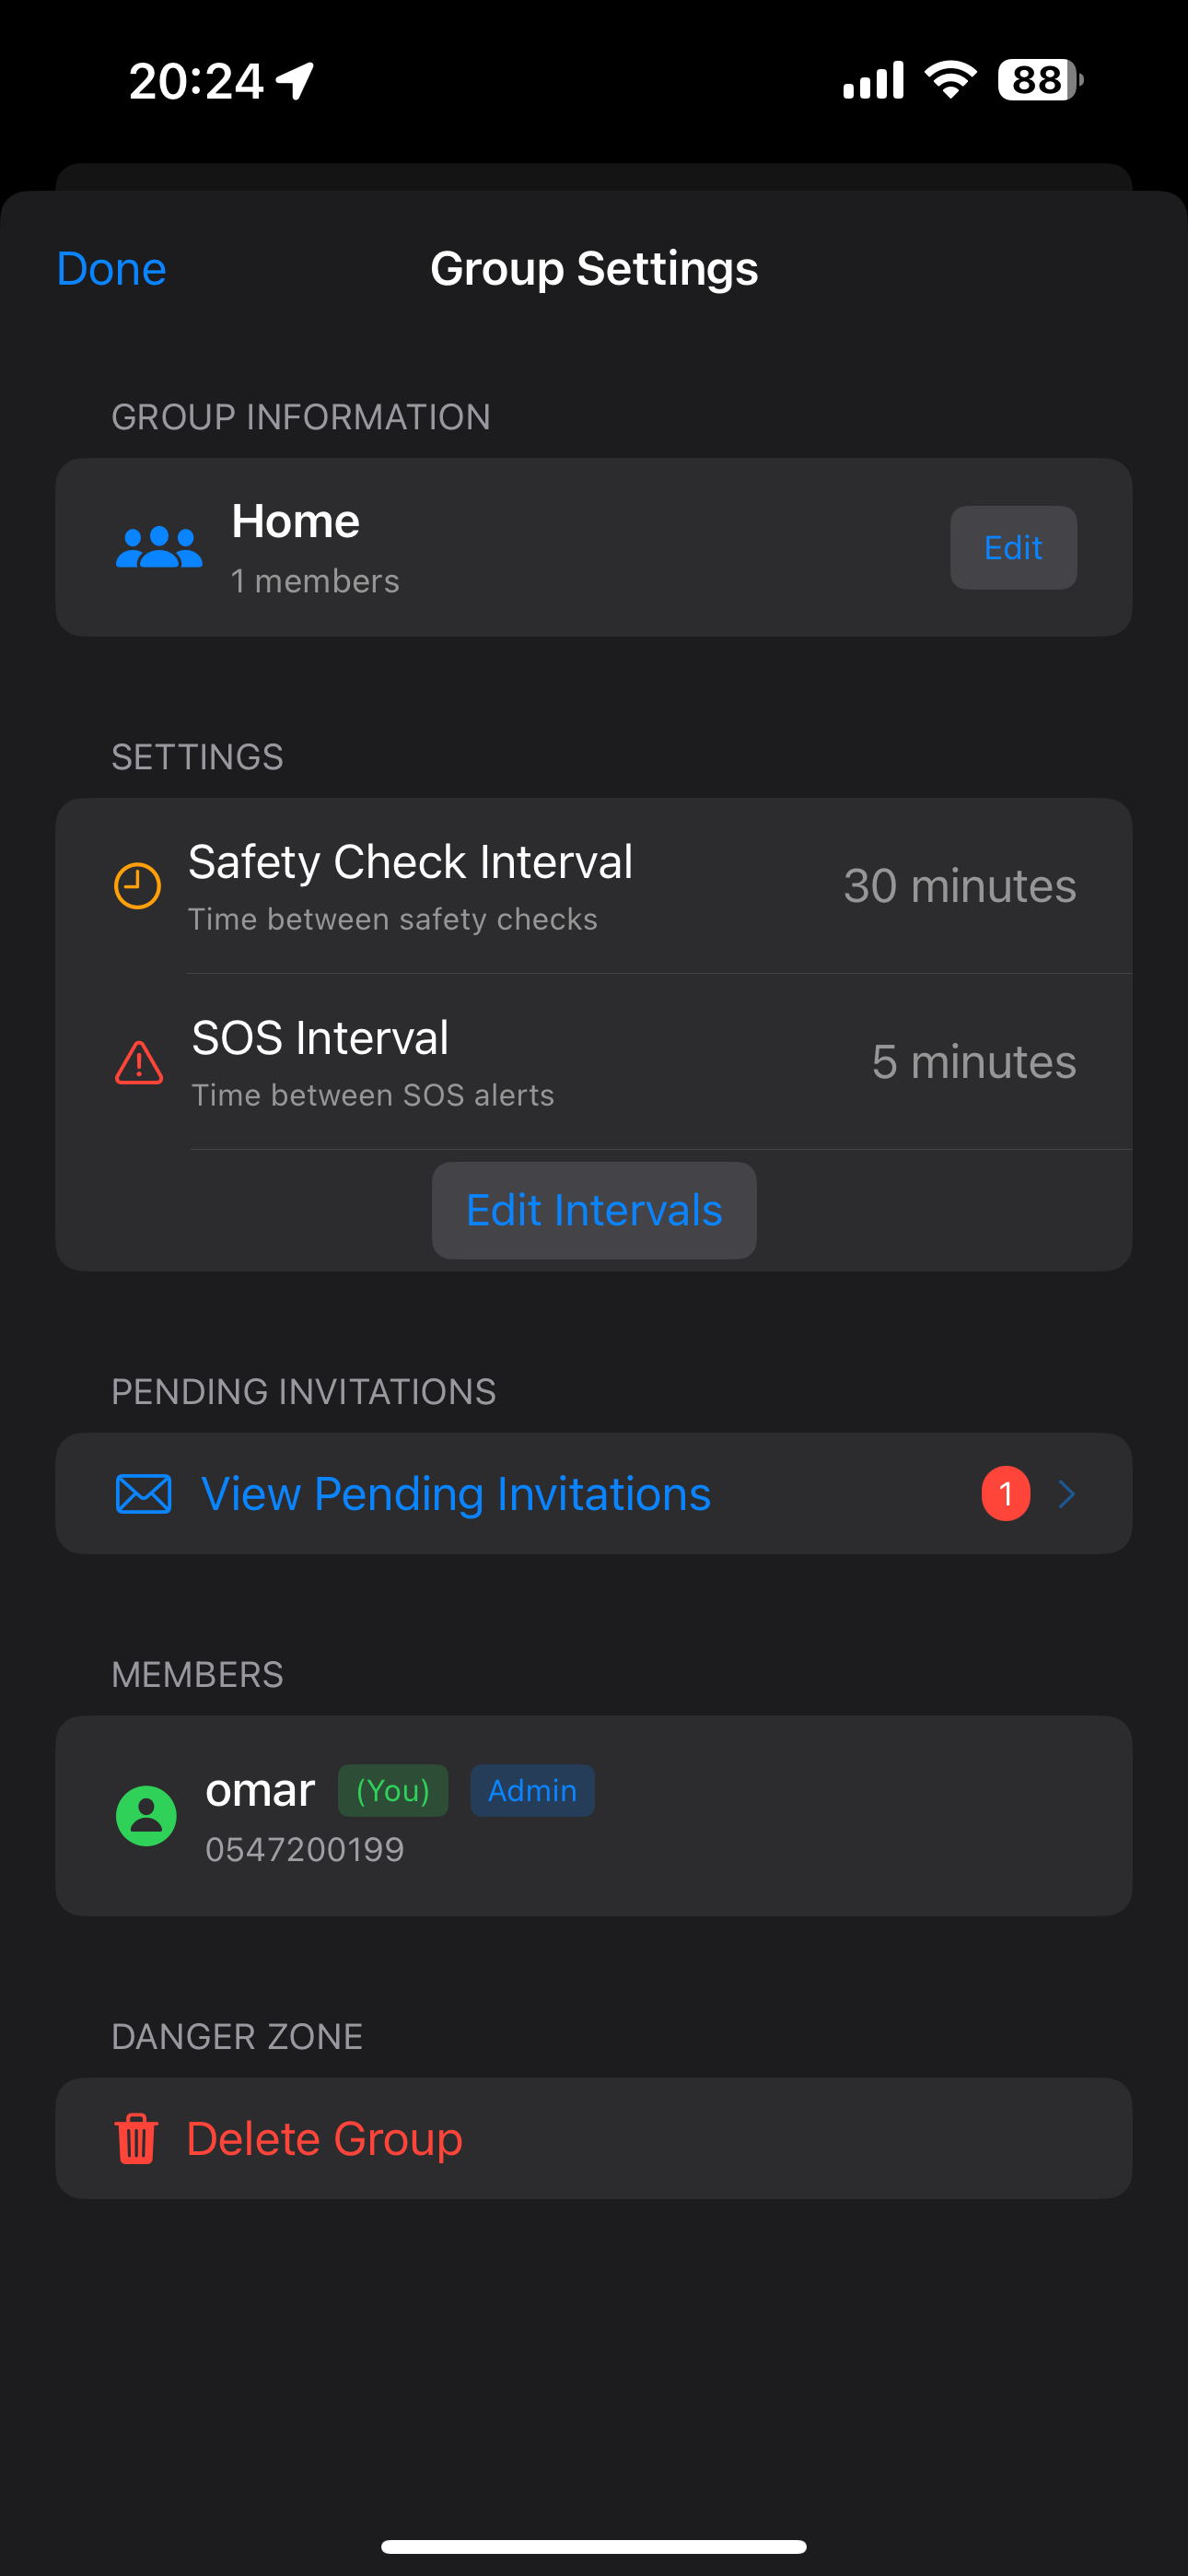 20:24
88
Done
Group Settings
GROUP INFORMATION
Home
1 members
Edit
SETTINGS
Safety Check Interval
Time between safety checks
30 minutes
SOS Interval
Time between SOS alerts
5 minutes
Edit Intervals
PENDING INVITATIONS
View Pending Invitations
1
MEMBERS
omar (You) Admin
0547200199
DANGER ZONE
Delete Group